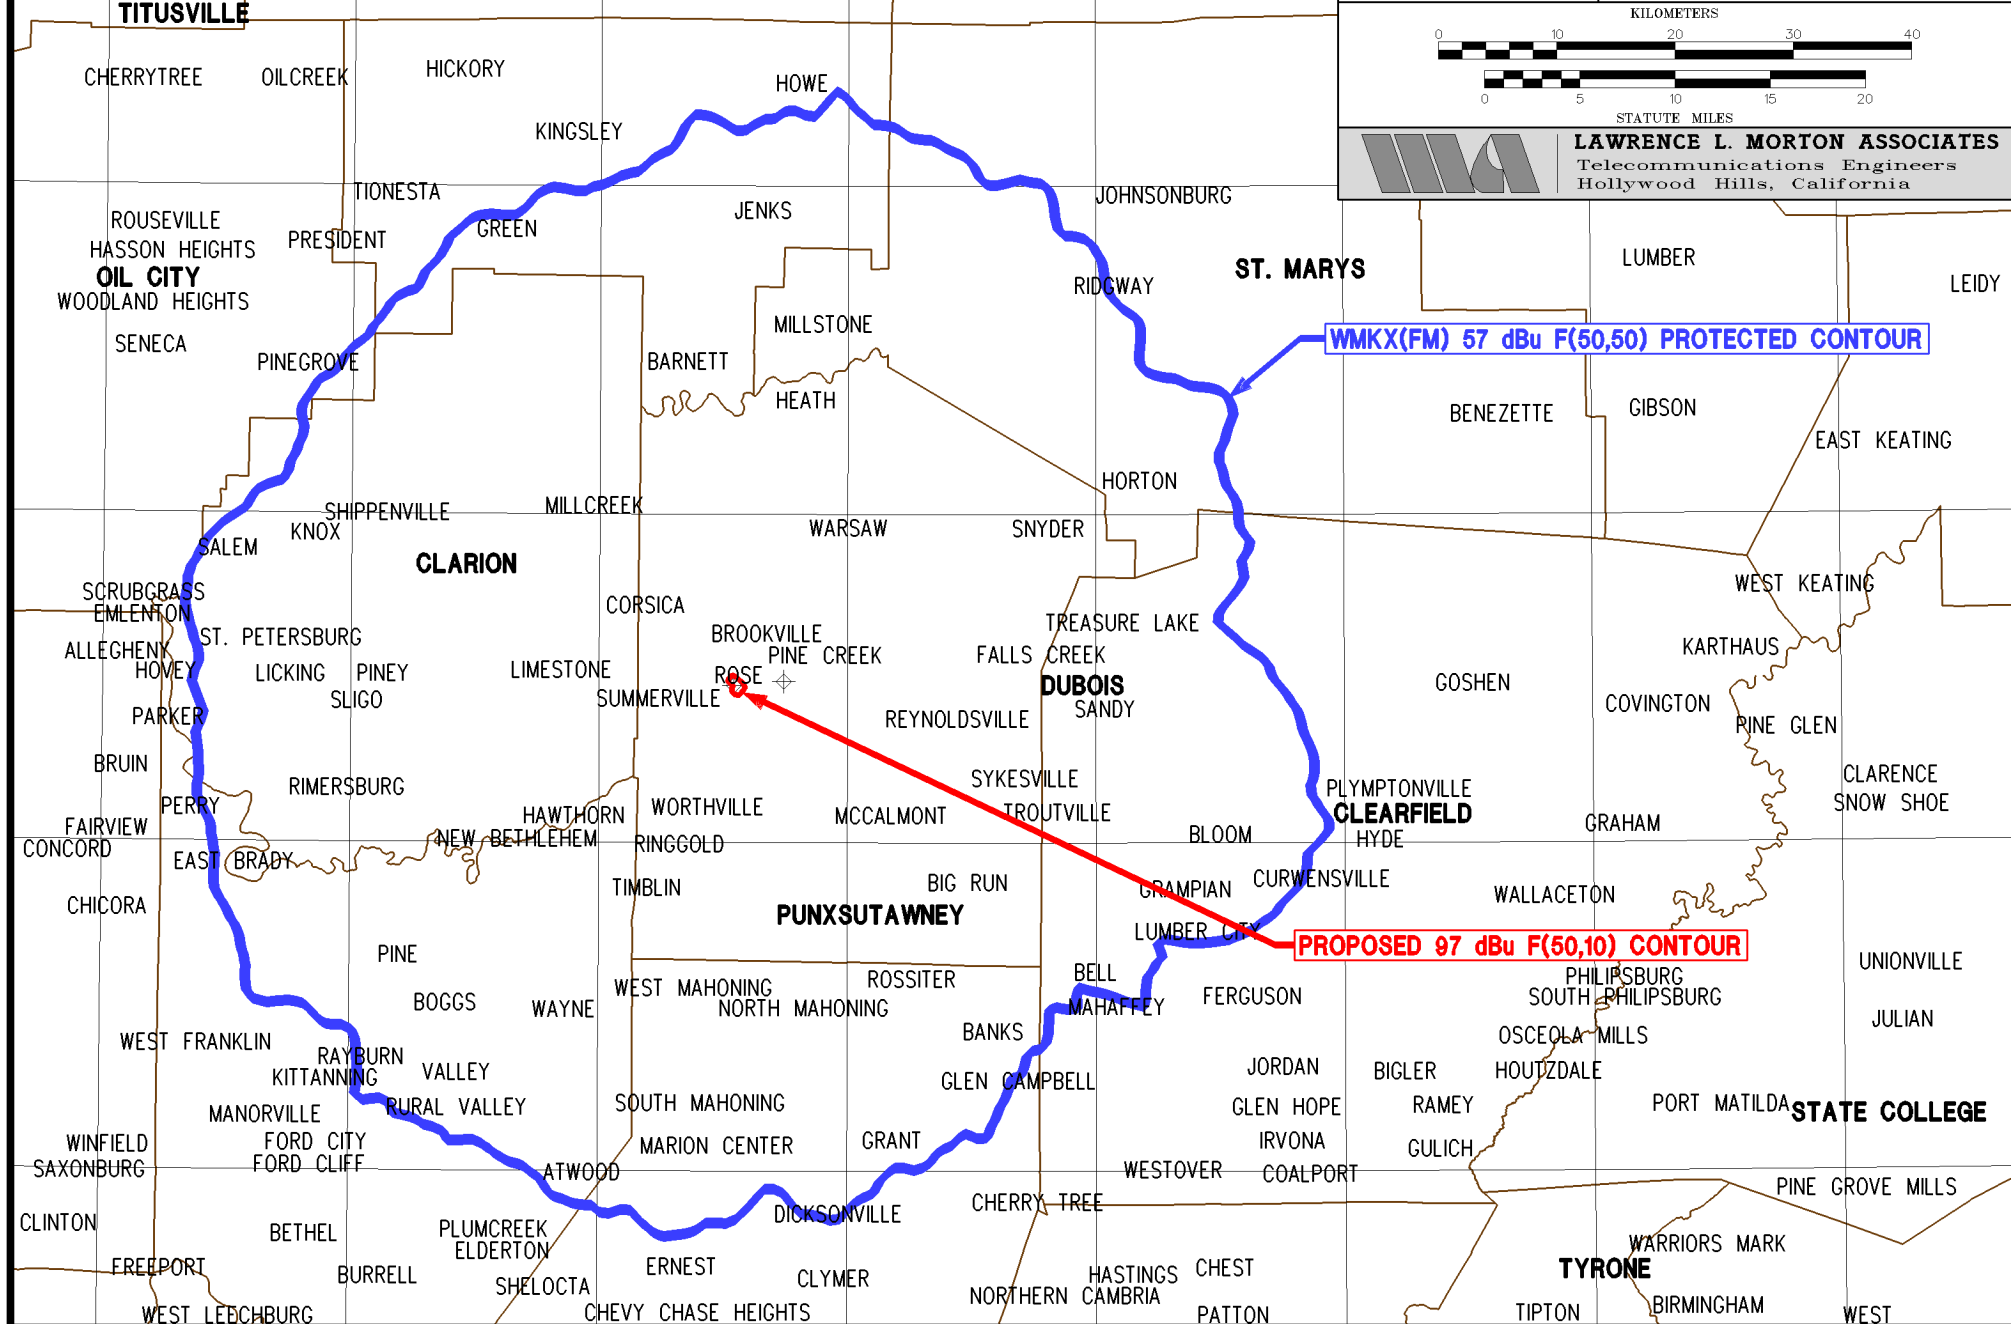 TITUSVILLE
KILOMETERS
0 10 20 30 40
0 5 10 15 20
STATUTE MILES
LAWRENCE L. MORTON ASSOCIATES
Telecommunications Engineers
Hollywood Hills, California
CHERRYTREE
OILCREEK
HICKORY
HOWE
KINGSLEY
TIONESTA
JENKS
JOHNSONBURG
ROUSEVILLE
GREEN
HASSON HEIGHTS
PRESIDENT
OIL CITY
ST. MARYS
LUMBER
LEIDY
WOODLAND HEIGHTS
RIDGWAY
SENECA
MILLSTONE
WMKX(FM) 57 dBu F(50,50) PROTECTED CONTOUR
PINEGROVE
BARNETT
HEATH
BENEZETTE
GIBSON
EAST KEATING
HORTON
SHIPPENVILLE
MILLCREEK
KNOX
WARSAW
SNYDER
SALEM
CLARION
SCRUBGRASS
EMLENTON
CORSICA
WEST KEATING
ST. PETERSBURG
BROOKVILLE
TREASURE LAKE
KARTHAUS
ALLEGHENY
HOVEY
LICKING
PINEY
LIMESTONE
PINE CREEK
FALLS CREEK
ROSE
DUBOIS
GOSHEN
SLIGO
SUMMERVILLE
SANDY
COVINGTON
PARKER
REYNOLDSVILLE
PINE GLEN
BRUIN
RIMERSBURG
SYKESVILLE
PLYMPTONVILLE
CLARENCE
PERRY
HAWTHORN
WORTHVILLE
MCCALMONT
TROUTVILLE
CLEARFIELD
SNOW SHOE
FAIRVIEW
NEW BETHLEHEM
RINGGOLD
BLOOM
HYDE
GRAHAM
CONCORD
EAST BRADY
TIMBLIN
BIG RUN
GRAMPIAN
CURWENSVILLE
WALLACETON
CHICORA
PUNXSUTAWNEY
LUMBER CITY
PROPOSED 97 dBu F(50,10) CONTOUR
PINE
ROSSITER
BELL
PHILIPSBURG
UNIONVILLE
BOGGS
WAYNE
WEST MAHONING
NORTH MAHONING
MAHAFFEY
FERGUSON
SOUTH PHILIPSBURG
JULIAN
WEST FRANKLIN
BANKS
OSCEOLA MILLS
RAYBURN
KITTANNING
VALLEY
GLEN CAMPBELL
JORDAN
BIGLER
HOUTZDALE
MANORVILLE
RURAL VALLEY
SOUTH MAHONING
GLEN HOPE
RAMEY
PORT MATILDA
STATE COLLEGE
WINFIELD
FORD CITY
MARION CENTER
GRANT
IRVONA
GULICH
SAXONBURG
FORD CLIFF
ATWOOD
WESTOVER
COALPORT
PINE GROVE MILLS
CLINTON
BETHEL
PLUMCREEK
DICKSONVILLE
CHERRY TREE
WARRIORS MARK
ELDERTON
FREEPORT
BURRELL
SHELOCTA
ERNEST
CLYMER
HASTINGS
CHEST
TYRONE
NORTHERN CAMBRIA
WEST LEECHBURG
CHEVY CHASE HEIGHTS
PATTON
TIPTON
BIRMINGHAM
WEST